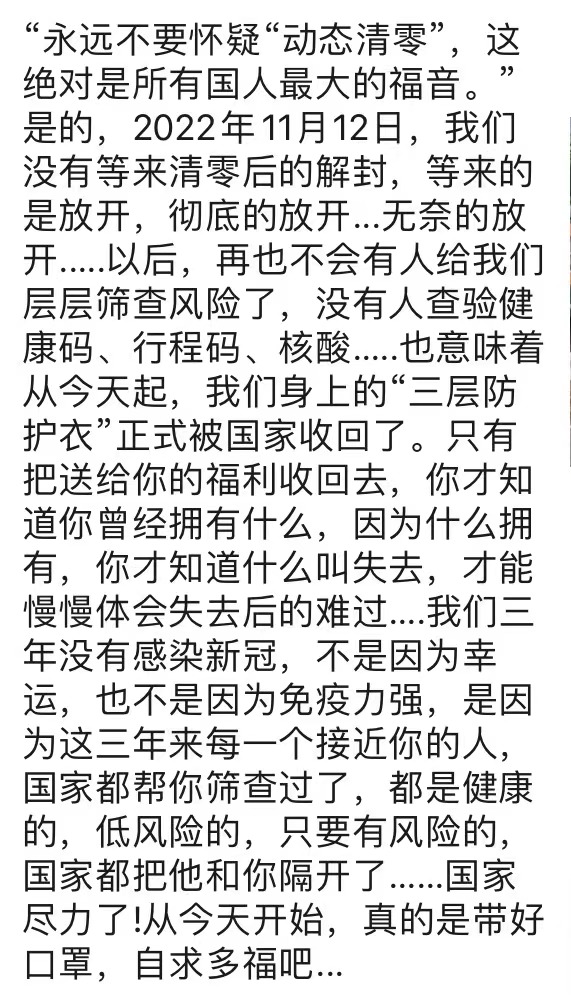 “永远不要怀疑“动态清零”，这
绝对是所有国人最大的福音。”
是的，2022年11月12日，我们
没有等来清零后的解封，等来的
是放开，彻底的放开...无奈的放
开.....以后，再也不会有人给我们
层层筛查风险了，没有人查验健
康码、行程码、核酸.....也意味着
从今天起，我们身上的“三层防
护衣”正式被国家收回了。只有
把送给你的福利收回去，你才知
道你曾经拥有什么，因为什么拥
有，你才知道什么叫失去，才能
慢慢体会失去后的难过....我们三
年没有感染新冠，不是因为幸
运，也不是因为免疫力强，是因
为这三年来每一个接近你的人，
国家都帮你筛查过了，都是健康
的，低风险的，只要有风险的，
国家都把他和你隔开了......国家
尽力了!从今天开始，真的是带好
口罩，自求多福吧...